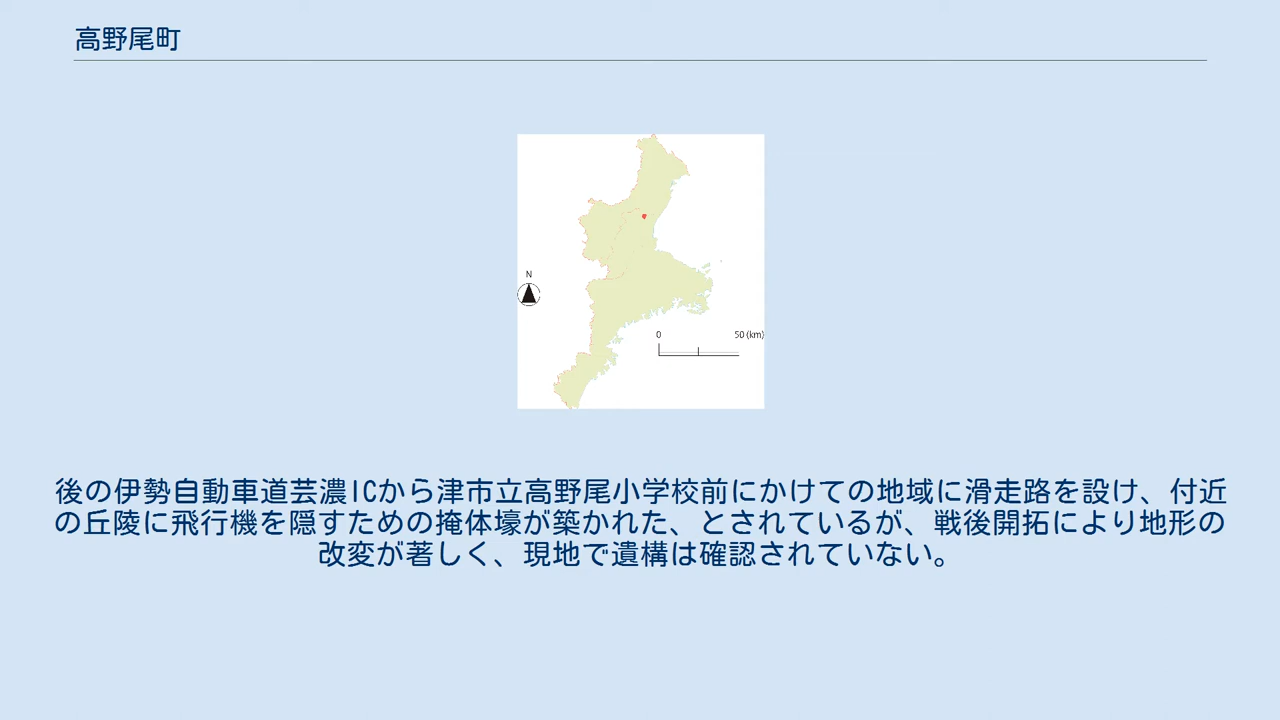 高野尾町
N
0 50 (km)
後の伊勢自動車道芸濃ICから津市立高野尾小学校前にかけての地域に滑走路を設け、付近
の丘陵に飛行機を隠すための掩体壕が築かれた、とされているが、戦後開拓により地形の
改変が著しく、現地で遺構は確認されていない。